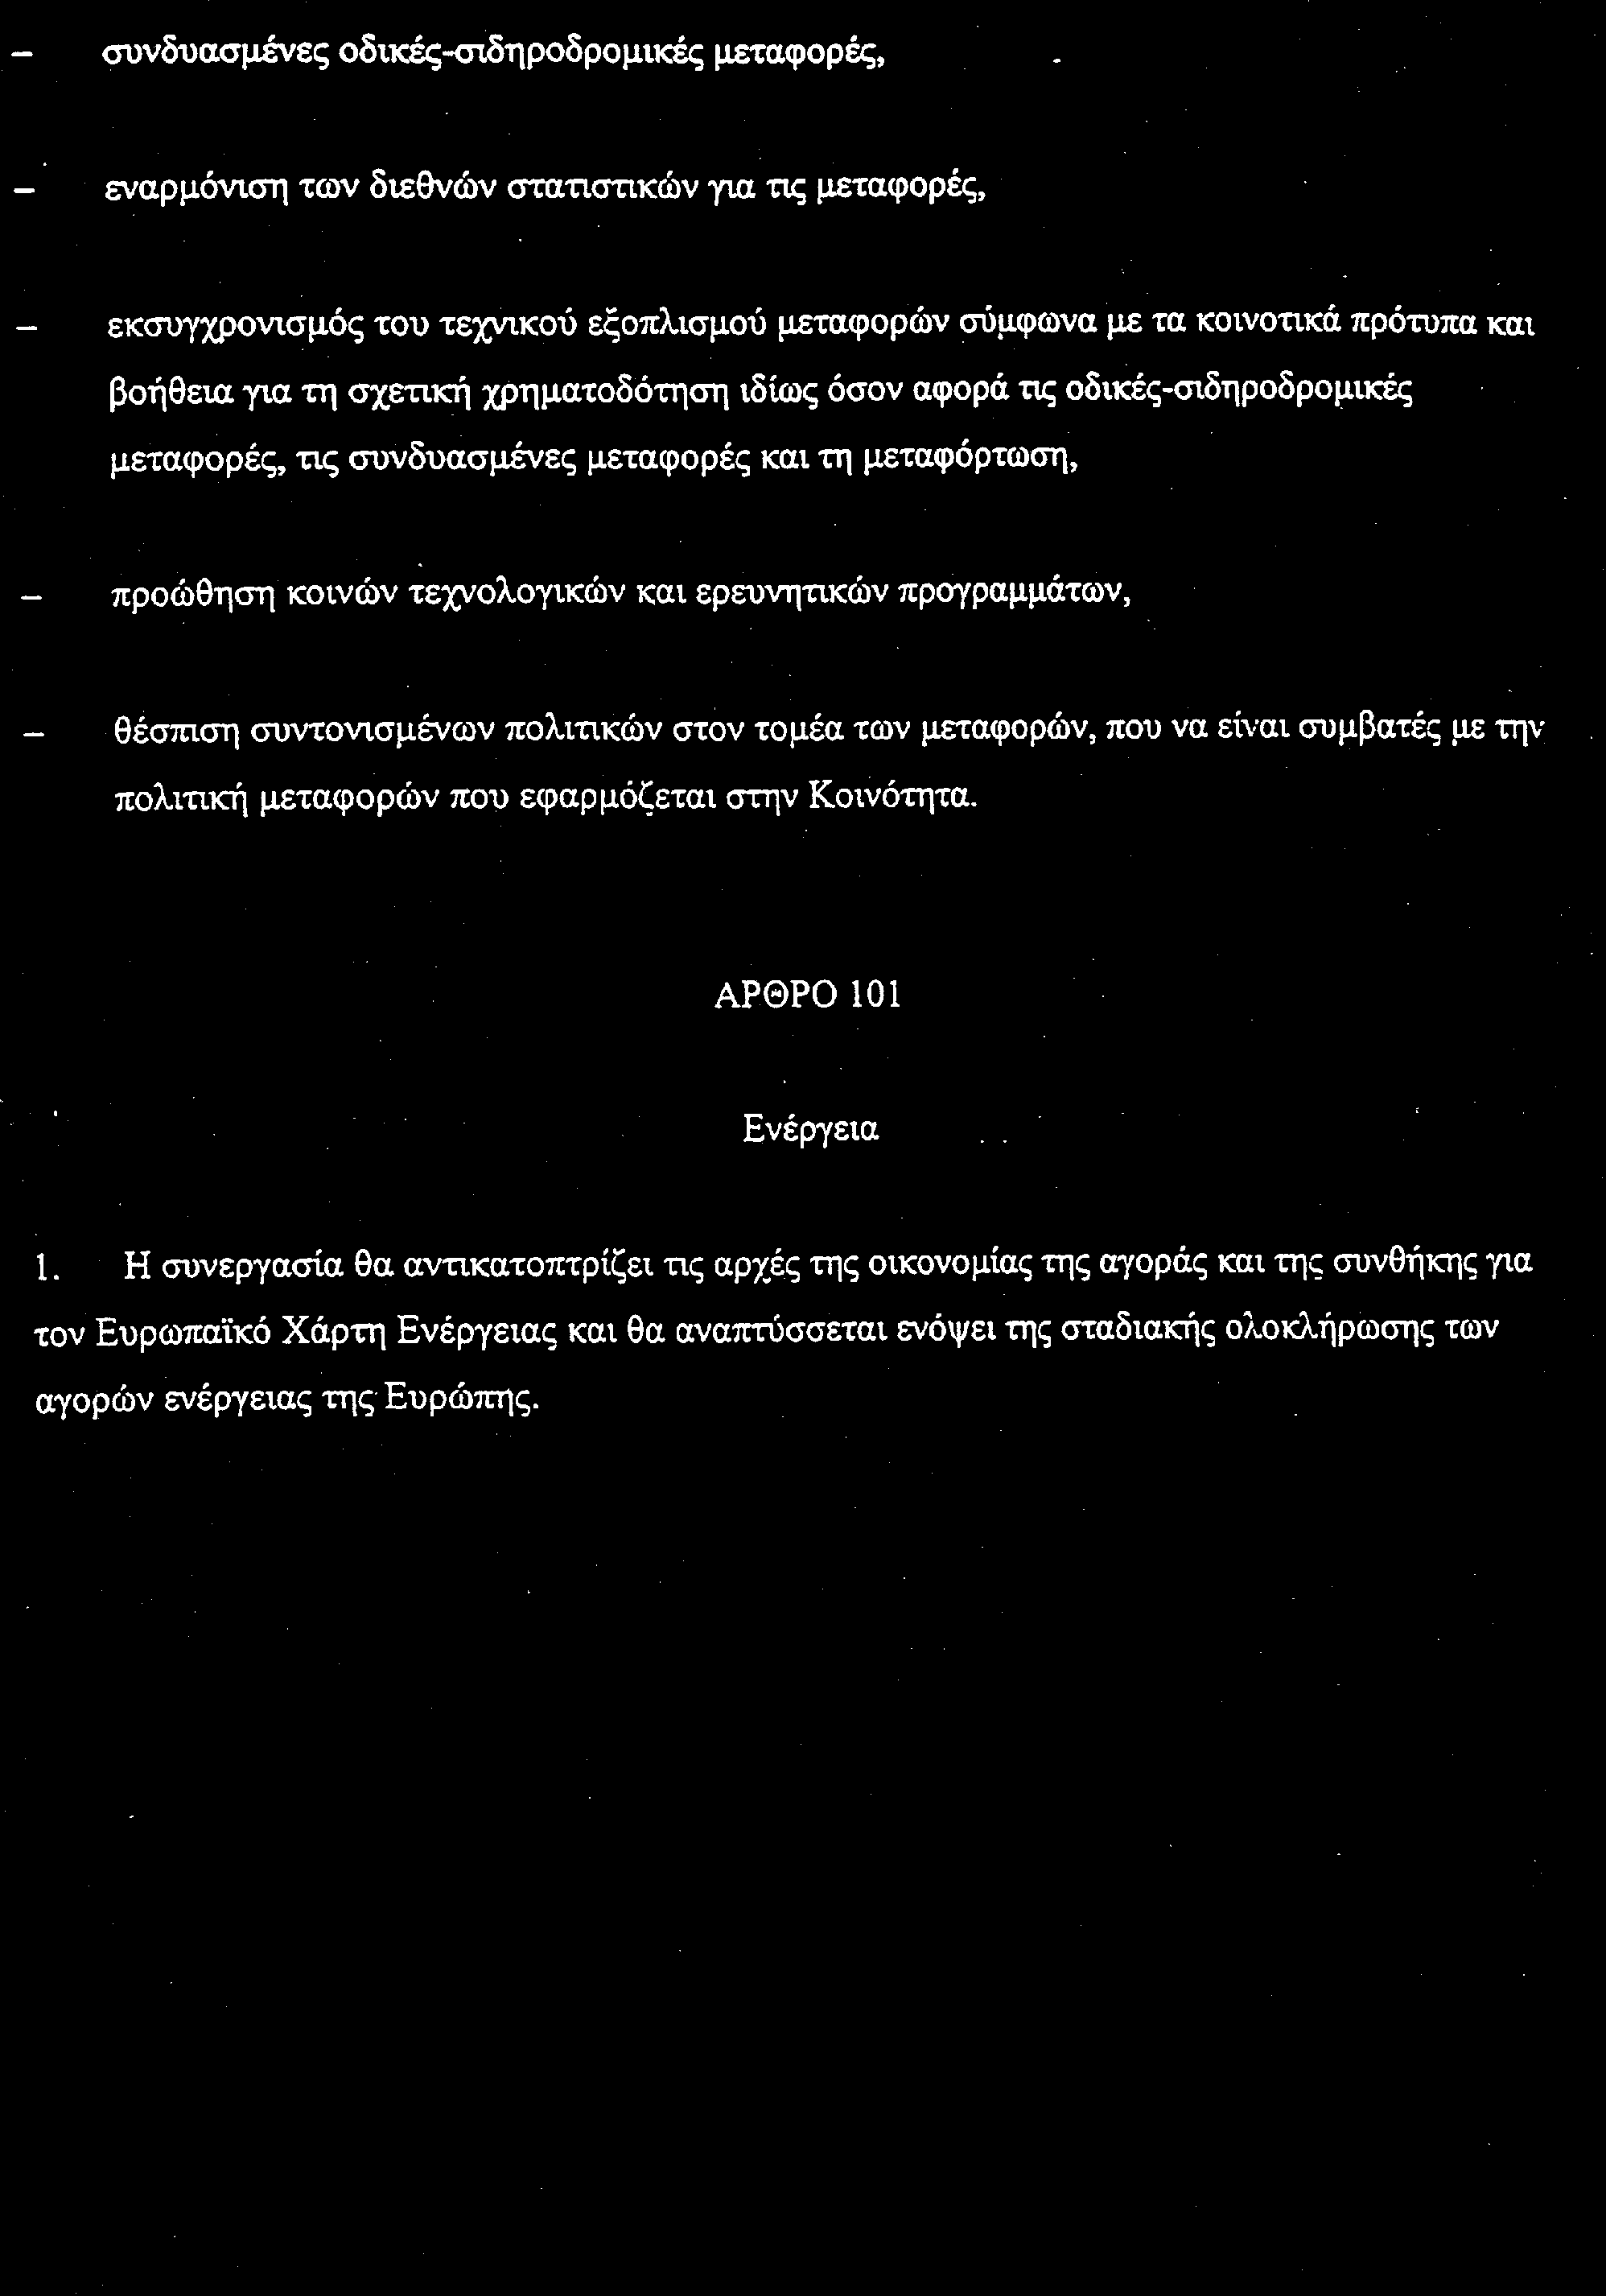 – συνδυασμένες οδικές-σιδηροδρομικές μεταφορές,
– εναρμόνιση των διεθνών στατιστικών για τις μεταφορές,
– εκσυγχρονισμός του τεχνικού εξοπλισμού μεταφορών σύμφωνα με τα κοινοτικά πρότυπα και
βοήθεια για τη σχετική χρηματοδότηση ιδίως όσον αφορά τις οδικές-σιδηροδρομικές
μεταφορές, τις συνδυασμένες μεταφορές και τη μεταφόρτωση,
– προώθηση κοινών τεχνολογικών και ερευνητικών προγραμμάτων,
– θέσπιση συντονισμένων πολιτικών στον τομέα των μεταφορών, που να είναι συμβατές με την
πολιτική μεταφορών που εφαρμόζεται στην Κοινότητα.
ΑΡΘΡΟ 101
Ενέργεια
1. Η συνεργασία θα αντικατοπτρίζει τις αρχές της οικονομίας της αγοράς και της συνθήκης για
τον Ευρωπαϊκό Χάρτη Ενέργειας και θα αναπτύσσεται ενόψει της σταδιακής ολοκλήρωσης των
αγορών ενέργειας της Ευρώπης.